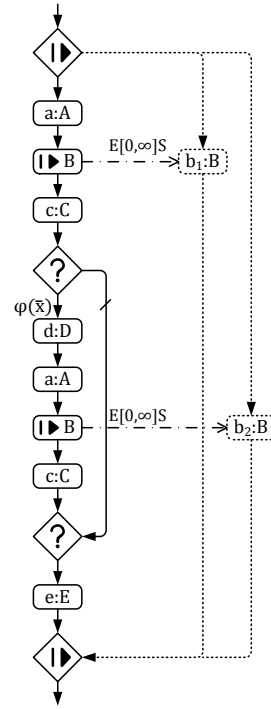 a:A
B E[0,∞]S b₁:B
c:C
?
φ(x̄)
d:D
a:A
B E[0,∞]S b₂:B
c:C
?
e:E